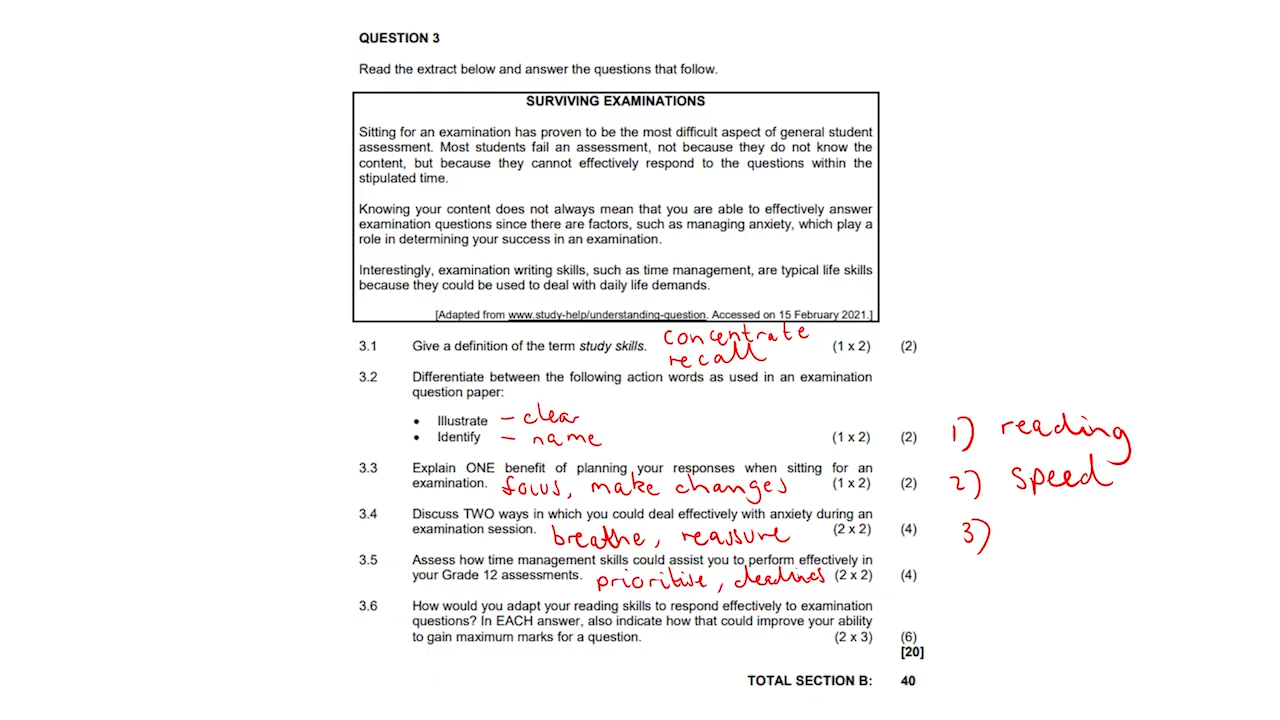 QUESTION 3
Read the extract below and answer the questions that follow.
SURVIVING EXAMINATIONS
Sitting for an examination has proven to be the most difficult aspect of general student
assessment. Most students fail an assessment, not because they do not know the
content, but because they cannot effectively respond to the questions within the
stipulated time.
Knowing your content does not always mean that you are able to effectively answer
examination questions since there are factors, such as managing anxiety, which play a
role in determining your success in an examination.
Interestingly, examination writing skills, such as time management, are typical life skills
because they could be used to deal with daily life demands.
[Adapted from www.study-help/understanding-question. Accessed on 15 February 2021.]
concentrate
3.1 Give a definition of the term study skills. (1 x 2) (2)
recall
3.2 Differentiate between the following action words as used in an examination
question paper:
• Illustrate – clear
• Identify – name (1 x 2) (2)
1) reading
3.3 Explain ONE benefit of planning your responses when sitting for an
examination. focus, make changes (1 x 2) (2)
2) speed
3.4 Discuss TWO ways in which you could deal effectively with anxiety during an
examination session. breathe, reassure (2 x 2) (4)
3)
3.5 Assess how time management skills could assist you to perform effectively in
your Grade 12 assessments. prioritise, deadlines (2 x 2) (4)
3.6 How would you adapt your reading skills to respond effectively to examination
questions? In EACH answer, also indicate how that could improve your ability
to gain maximum marks for a question. (2 x 3) (6)
[20]
TOTAL SECTION B: 40